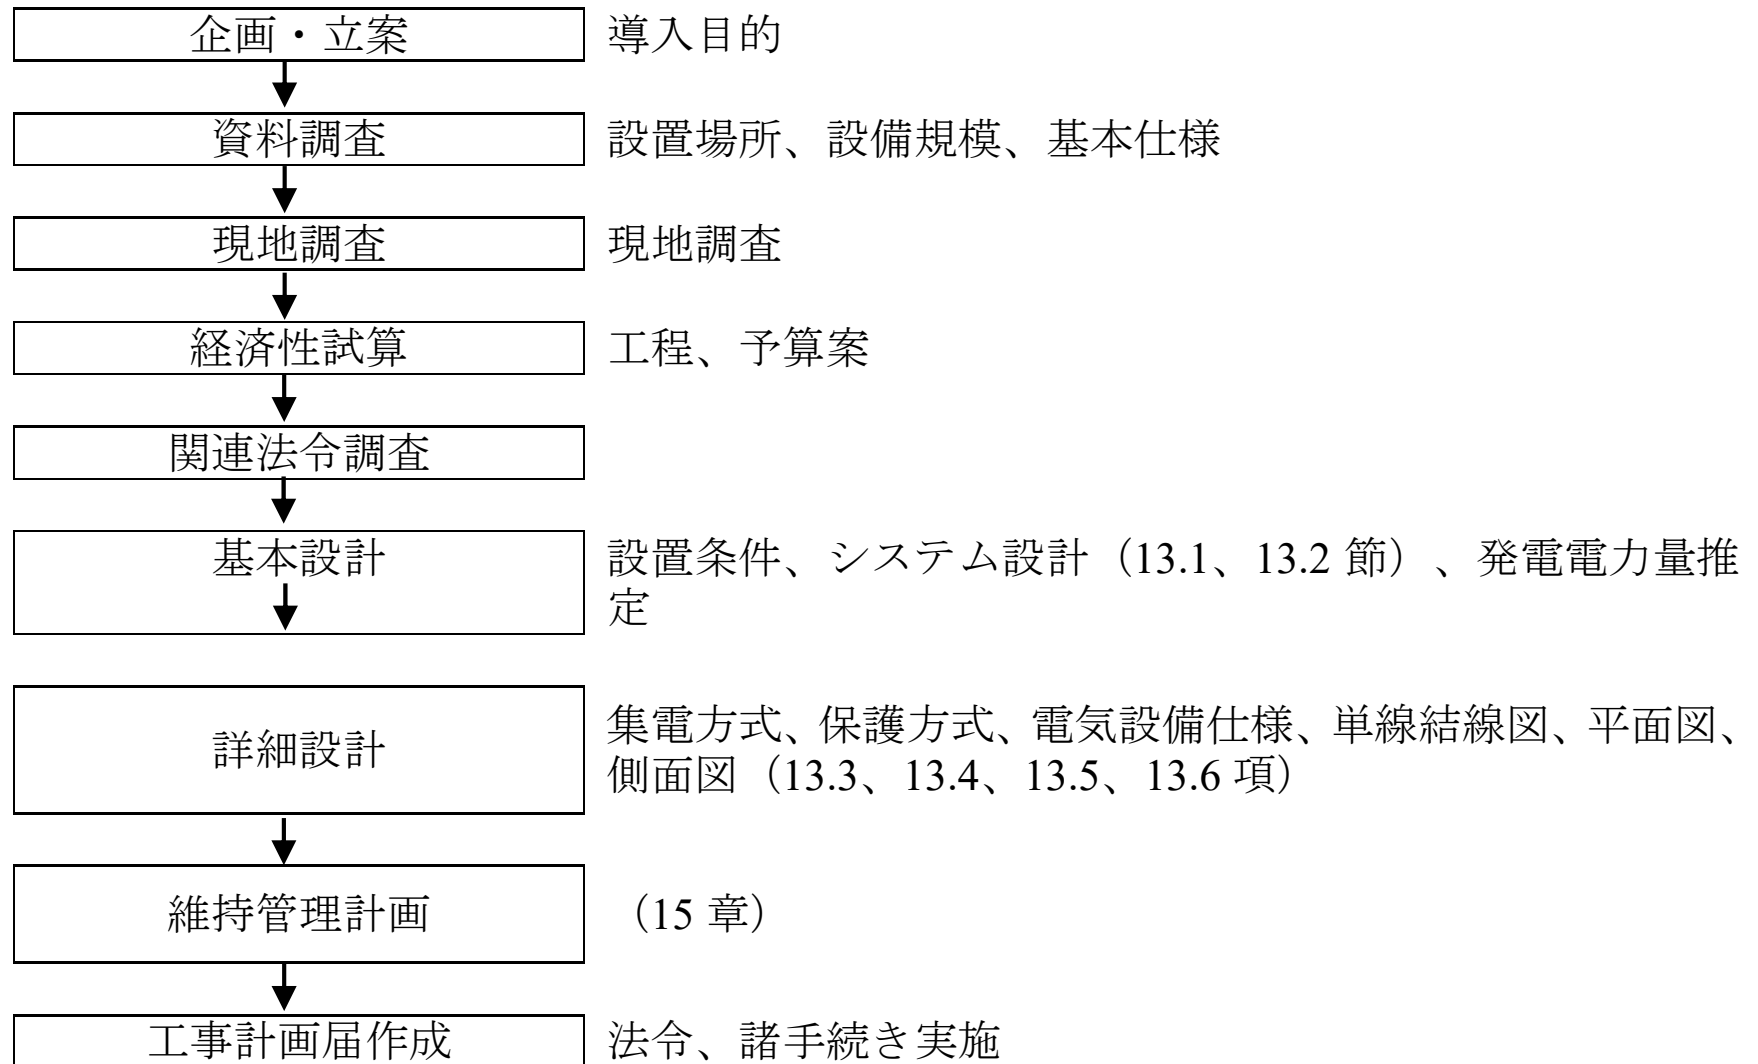 企画・立案
導入目的
資料調査
設置場所、設備規模、基本仕様
現地調査
現地調査
経済性試算
工程、予算案
関連法令調査
基本設計
設置条件、システム設計（13.1、13.2 節）、発電電力量推
定
詳細設計
集電方式、保護方式、電気設備仕様、単線結線図、平面図、
側面図（13.3、13.4、13.5、13.6 項）
維持管理計画
（15 章）
工事計画届作成
法令、諸手続き実施